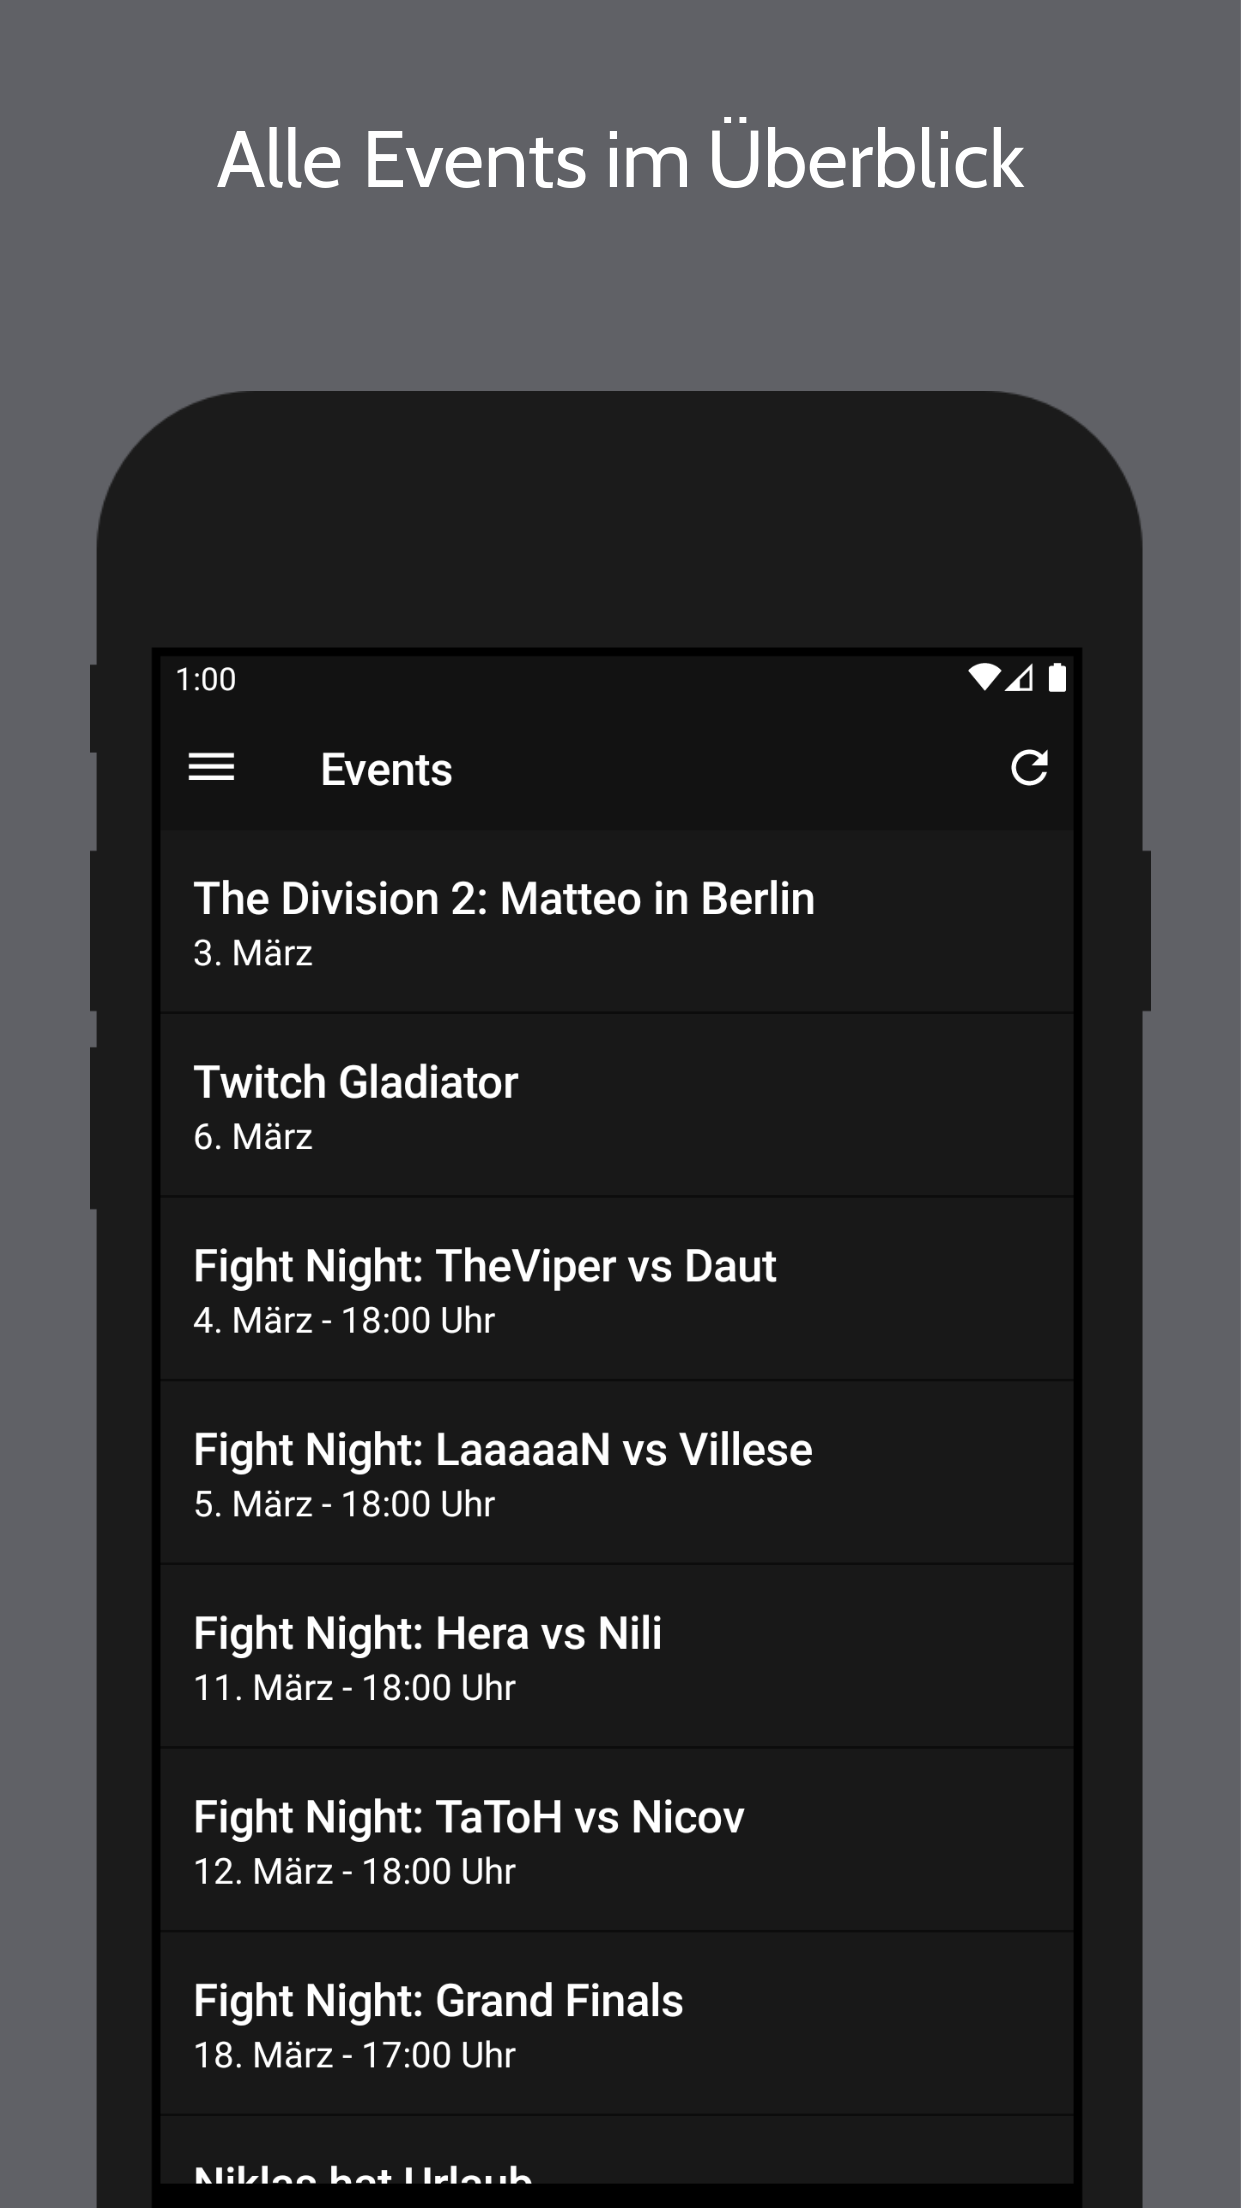 Alle Events im Überblick
1:00
Events
The Division 2: Matteo in Berlin
3. März
Twitch Gladiator
6. März
Fight Night: TheViper vs Daut
4. März - 18:00 Uhr
Fight Night: LaaaaaN vs Villese
5. März - 18:00 Uhr
Fight Night: Hera vs Nili
11. März - 18:00 Uhr
Fight Night: TaToH vs Nicov
12. März - 18:00 Uhr
Fight Night: Grand Finals
18. März - 17:00 Uhr
Niklas hat Urlaub